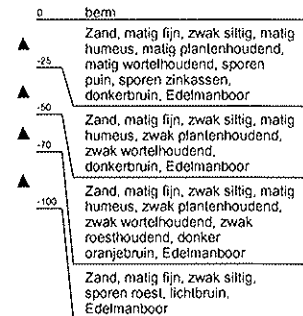 0 berm
Zand, matig fijn, zwak siltig, matig
humeus, matig plantenhoudend,
matig wortelhoudend, sporen
-25
puin, sporen zinkassen,
donkerbruin, Edelmanboor
-50
Zand, matig fijn, zwak siltig, matig
humeus, zwak plantenhoudend,
-70
zwak wortelhoudend,
donkerbruin, Edelmanboor
Zand, matig fijn, zwak siltig, matig
-100
humeus, zwak plantenhoudend,
zwak wortelhoudend, zwak
roesthoudend, donker
oranjebruin, Edelmanboor
Zand, matig fijn, zwak siltig,
sporen roest, lichtbruin,
Edelmanboor